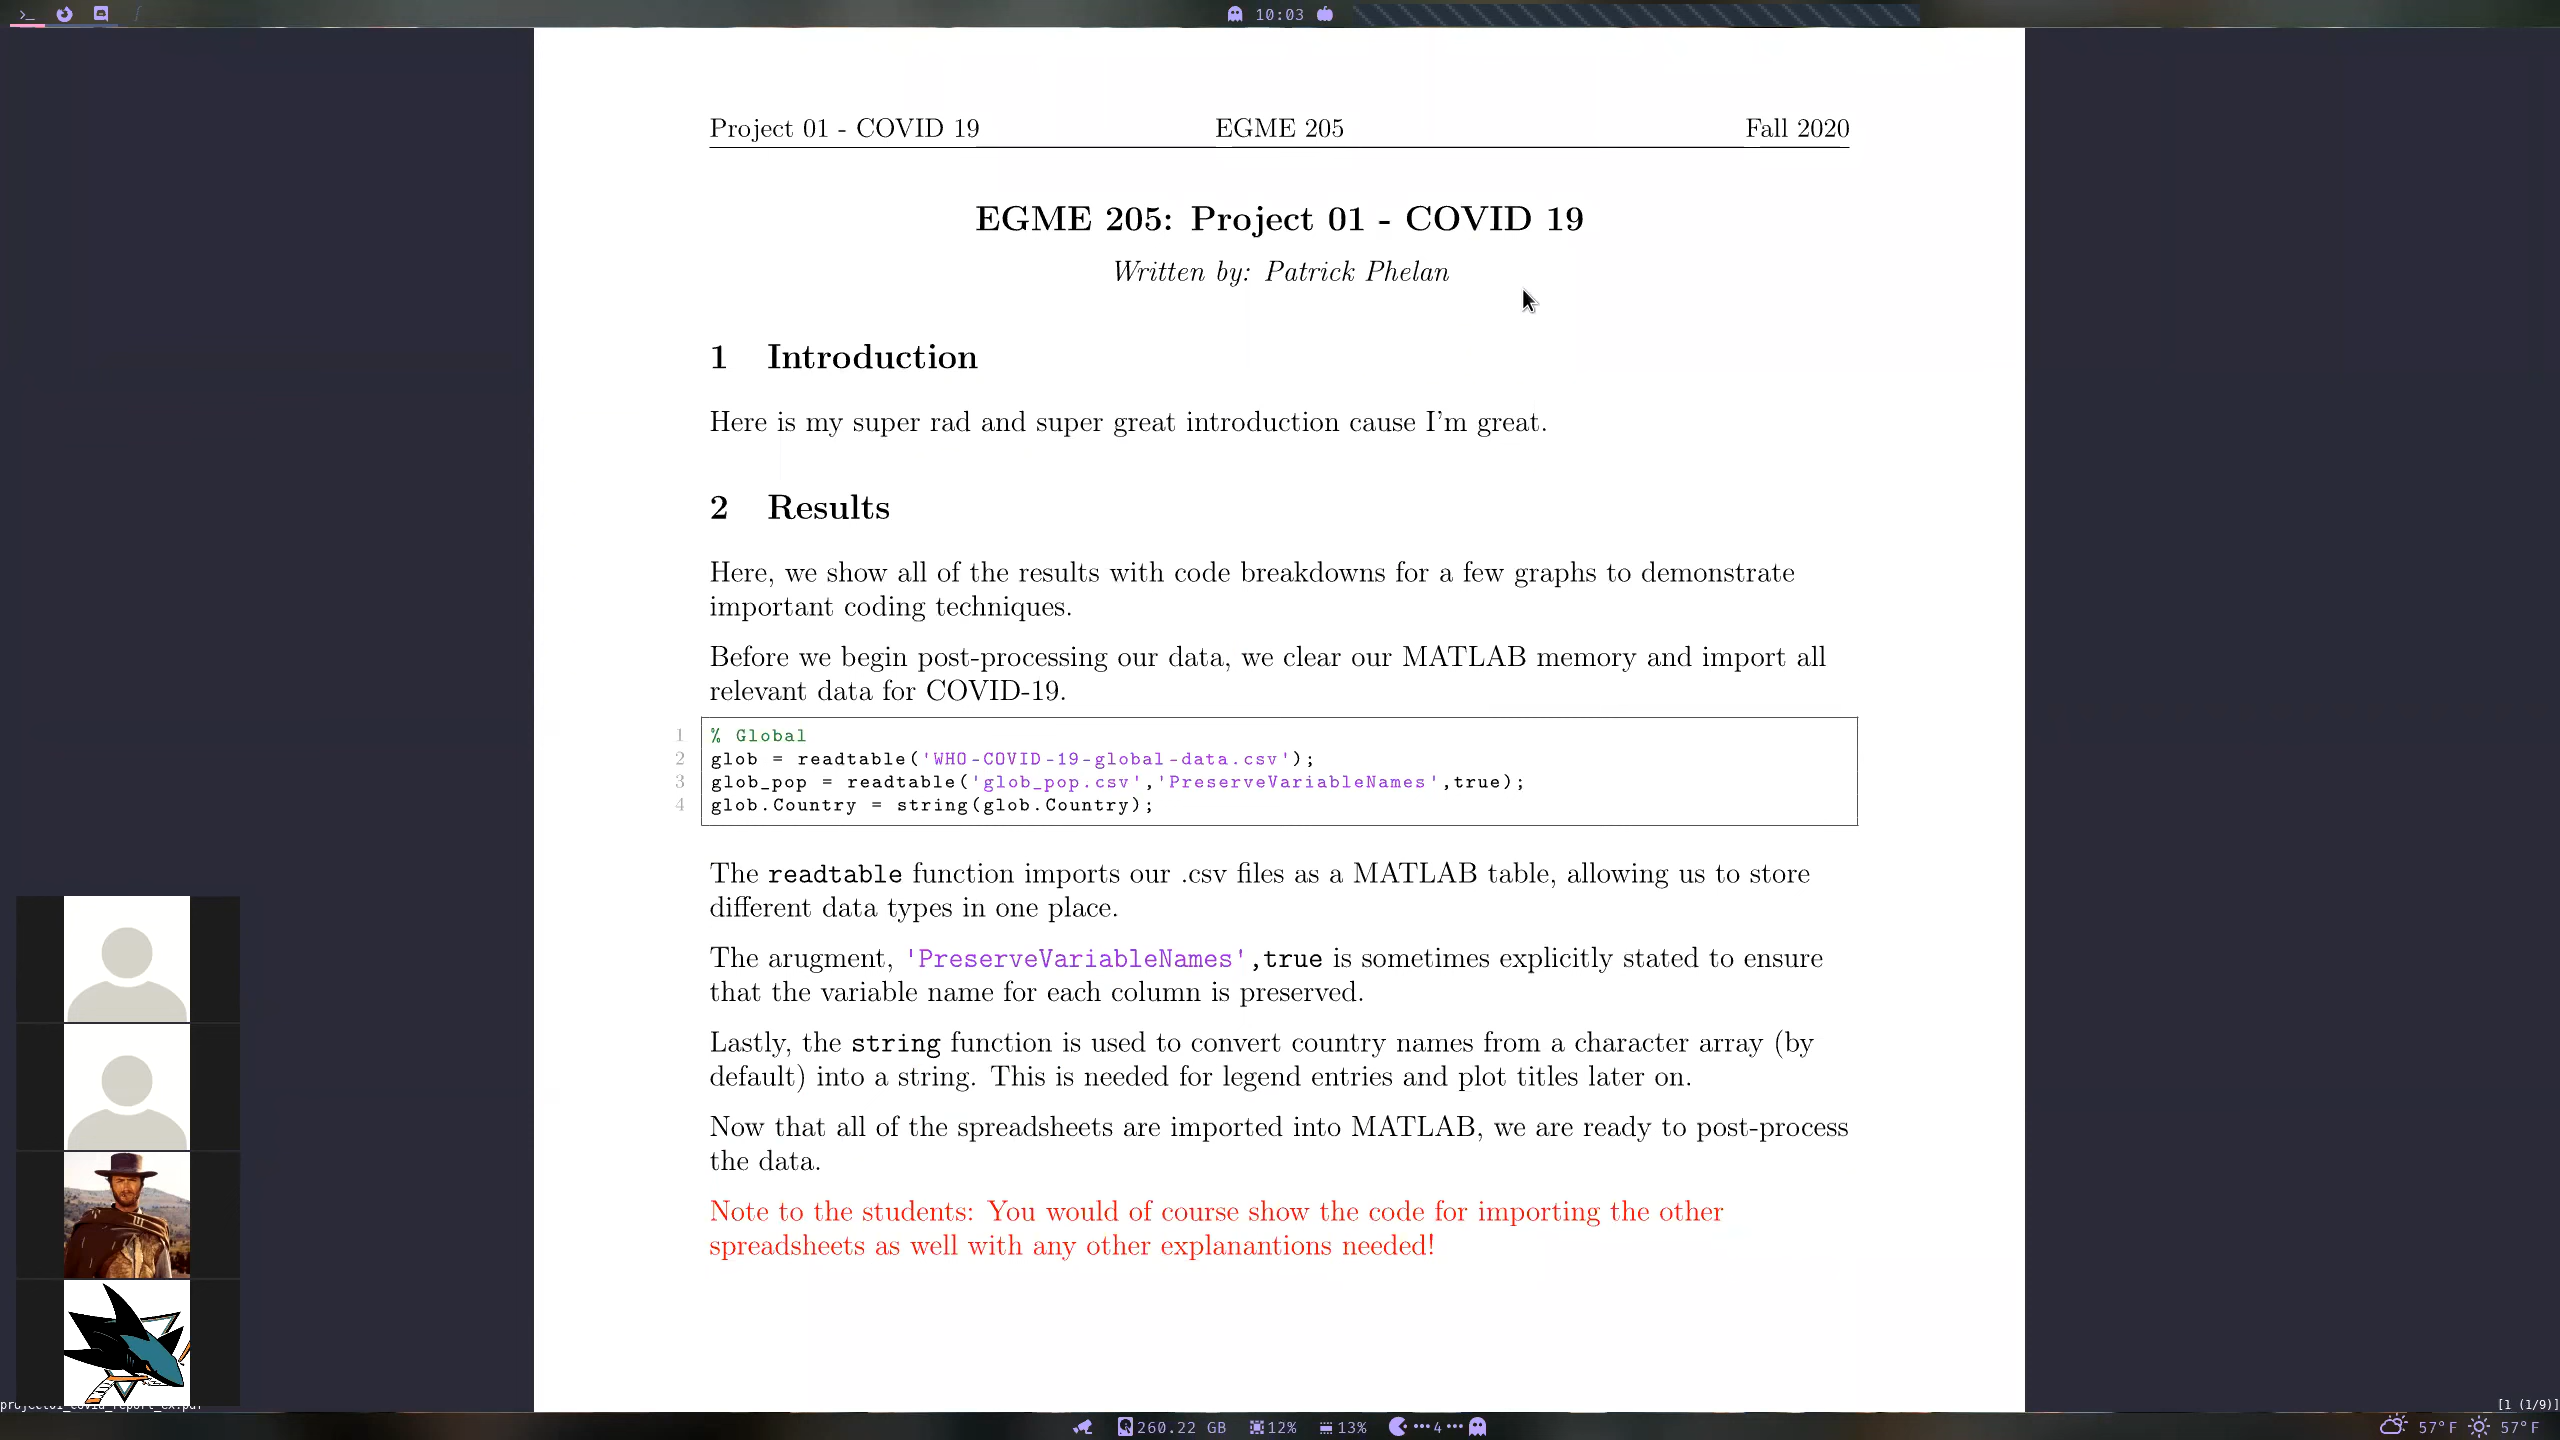 >_
10:03
Project 01 - COVID 19 EGME 205 Fall 2020
EGME 205: Project 01 - COVID 19
Written by: Patrick Phelan
1 Introduction
Here is my super rad and super great introduction cause I'm great.
2 Results
Here, we show all of the results with code breakdowns for a few graphs to demonstrate
important coding techniques.
Before we begin post-processing our data, we clear our MATLAB memory and import all
relevant data for COVID-19.
1 % Global
2 glob = readtable('WHO-COVID-19-global-data.csv');
3 glob_pop = readtable('glob_pop.csv','PreserveVariableNames',true);
4 glob.Country = string(glob.Country);
The readtable function imports our .csv files as a MATLAB table, allowing us to store
different data types in one place.
The arugment, 'PreserveVariableNames',true is sometimes explicitly stated to ensure
that the variable name for each column is preserved.
Lastly, the string function is used to convert country names from a character array (by
default) into a string. This is needed for legend entries and plot titles later on.
Now that all of the spreadsheets are imported into MATLAB, we are ready to post-process
the data.
Note to the students: You would of course show the code for importing the other
spreadsheets as well with any other explanantions needed!
[1 (1/9)]
260.22 GB 12% 13% 4 57°F 57°F